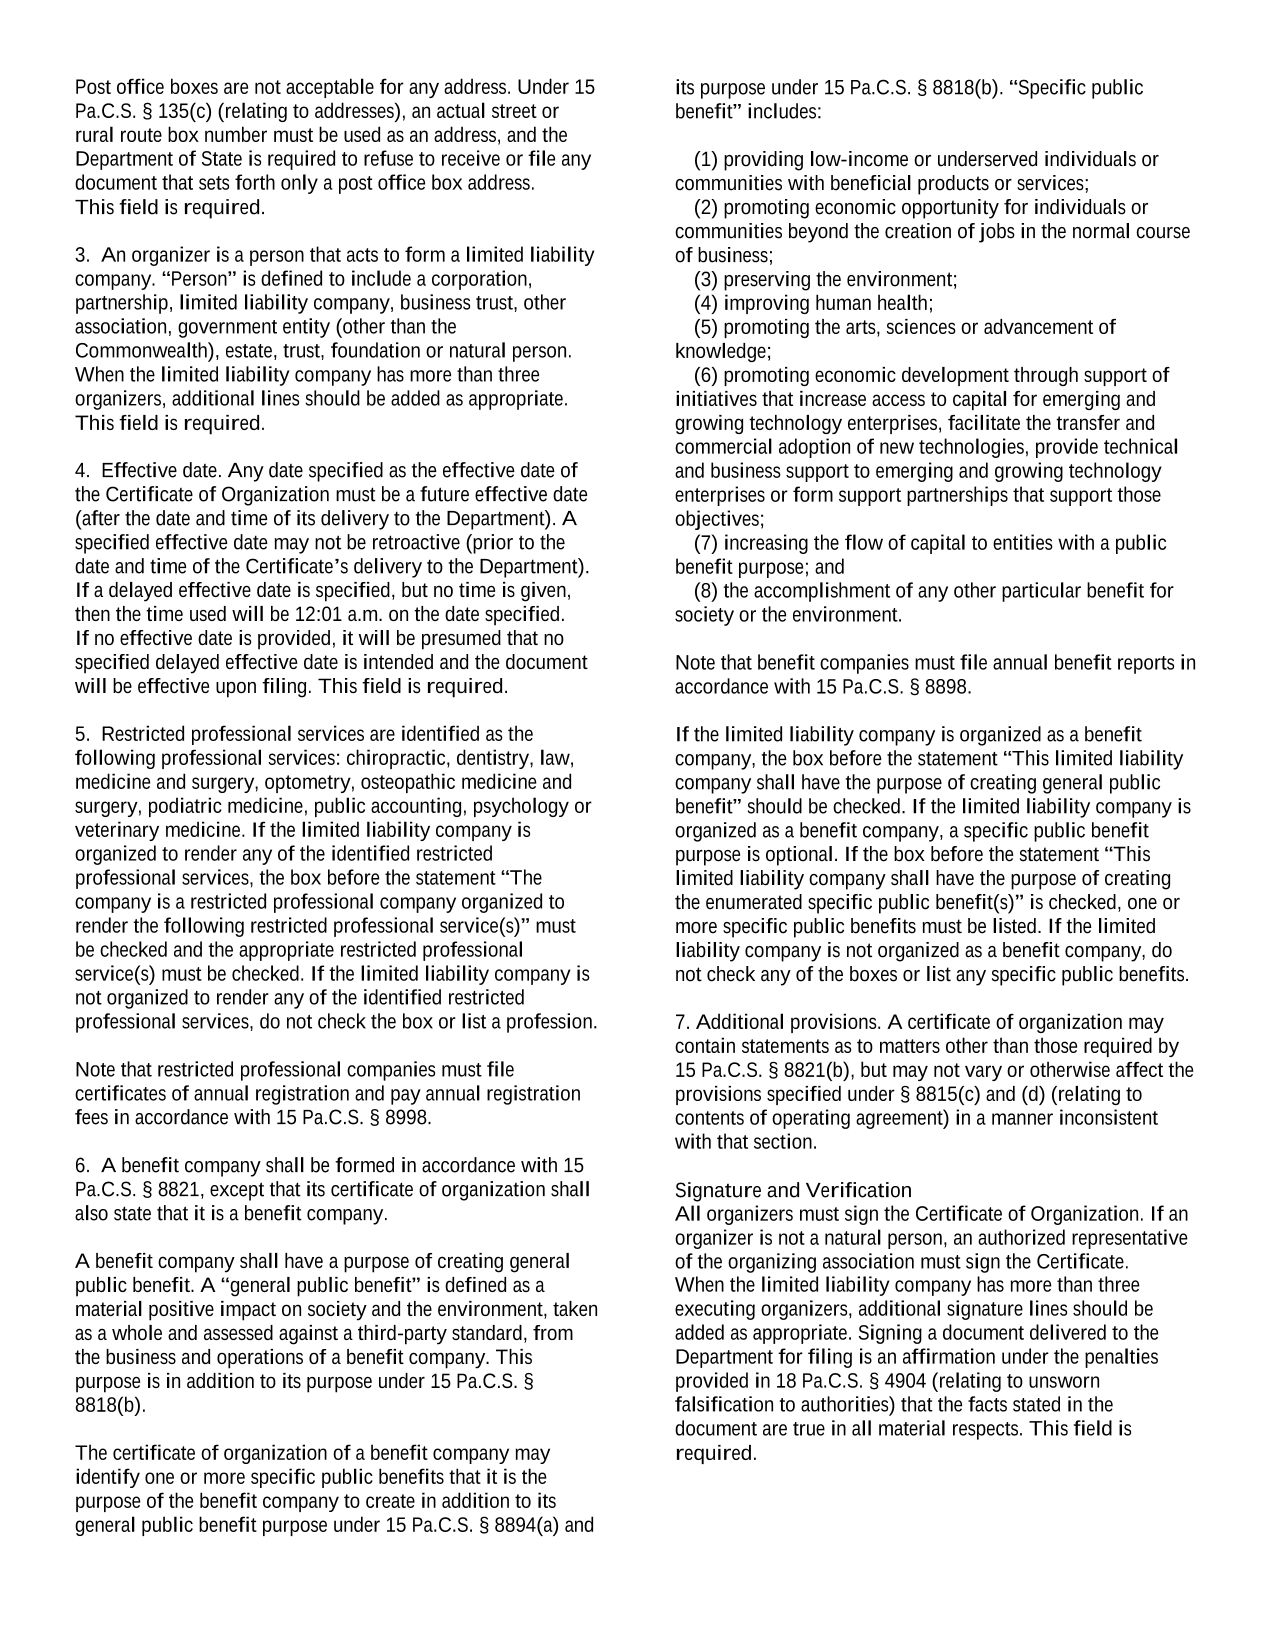 Post office boxes are not acceptable for any address. Under 15
Pa.C.S. § 135(c) (relating to addresses), an actual street or
rural route box number must be used as an address, and the
Department of State is required to refuse to receive or file any
document that sets forth only a post office box address.
This field is required.
3.  An organizer is a person that acts to form a limited liability
company. “Person” is defined to include a corporation,
partnership, limited liability company, business trust, other
association, government entity (other than the
Commonwealth), estate, trust, foundation or natural person.
When the limited liability company has more than three
organizers, additional lines should be added as appropriate.
This field is required.
4.  Effective date. Any date specified as the effective date of
the Certificate of Organization must be a future effective date
(after the date and time of its delivery to the Department). A
specified effective date may not be retroactive (prior to the
date and time of the Certificate’s delivery to the Department).
If a delayed effective date is specified, but no time is given,
then the time used will be 12:01 a.m. on the date specified.
If no effective date is provided, it will be presumed that no
specified delayed effective date is intended and the document
will be effective upon filing. This field is required.
5.  Restricted professional services are identified as the
following professional services: chiropractic, dentistry, law,
medicine and surgery, optometry, osteopathic medicine and
surgery, podiatric medicine, public accounting, psychology or
veterinary medicine. If the limited liability company is
organized to render any of the identified restricted
professional services, the box before the statement “The
company is a restricted professional company organized to
render the following restricted professional service(s)” must
be checked and the appropriate restricted professional
service(s) must be checked. If the limited liability company is
not organized to render any of the identified restricted
professional services, do not check the box or list a profession.
Note that restricted professional companies must file
certificates of annual registration and pay annual registration
fees in accordance with 15 Pa.C.S. § 8998.
6.  A benefit company shall be formed in accordance with 15
Pa.C.S. § 8821, except that its certificate of organization shall
also state that it is a benefit company.
A benefit company shall have a purpose of creating general
public benefit. A “general public benefit” is defined as a
material positive impact on society and the environment, taken
as a whole and assessed against a third-party standard, from
the business and operations of a benefit company. This
purpose is in addition to its purpose under 15 Pa.C.S. §
8818(b).
The certificate of organization of a benefit company may
identify one or more specific public benefits that it is the
purpose of the benefit company to create in addition to its
general public benefit purpose under 15 Pa.C.S. § 8894(a) and
its purpose under 15 Pa.C.S. § 8818(b). “Specific public
benefit” includes:
(1) providing low-income or underserved individuals or
communities with beneficial products or services;
(2) promoting economic opportunity for individuals or
communities beyond the creation of jobs in the normal course
of business;
(3) preserving the environment;
(4) improving human health;
(5) promoting the arts, sciences or advancement of
knowledge;
(6) promoting economic development through support of
initiatives that increase access to capital for emerging and
growing technology enterprises, facilitate the transfer and
commercial adoption of new technologies, provide technical
and business support to emerging and growing technology
enterprises or form support partnerships that support those
objectives;
(7) increasing the flow of capital to entities with a public
benefit purpose; and
(8) the accomplishment of any other particular benefit for
society or the environment.
Note that benefit companies must file annual benefit reports in
accordance with 15 Pa.C.S. § 8898.
If the limited liability company is organized as a benefit
company, the box before the statement “This limited liability
company shall have the purpose of creating general public
benefit” should be checked. If the limited liability company is
organized as a benefit company, a specific public benefit
purpose is optional. If the box before the statement “This
limited liability company shall have the purpose of creating
the enumerated specific public benefit(s)” is checked, one or
more specific public benefits must be listed. If the limited
liability company is not organized as a benefit company, do
not check any of the boxes or list any specific public benefits.
7. Additional provisions. A certificate of organization may
contain statements as to matters other than those required by
15 Pa.C.S. § 8821(b), but may not vary or otherwise affect the
provisions specified under § 8815(c) and (d) (relating to
contents of operating agreement) in a manner inconsistent
with that section.
Signature and Verification
All organizers must sign the Certificate of Organization. If an
organizer is not a natural person, an authorized representative
of the organizing association must sign the Certificate.
When the limited liability company has more than three
executing organizers, additional signature lines should be
added as appropriate. Signing a document delivered to the
Department for filing is an affirmation under the penalties
provided in 18 Pa.C.S. § 4904 (relating to unsworn
falsification to authorities) that the facts stated in the
document are true in all material respects. This field is
required.